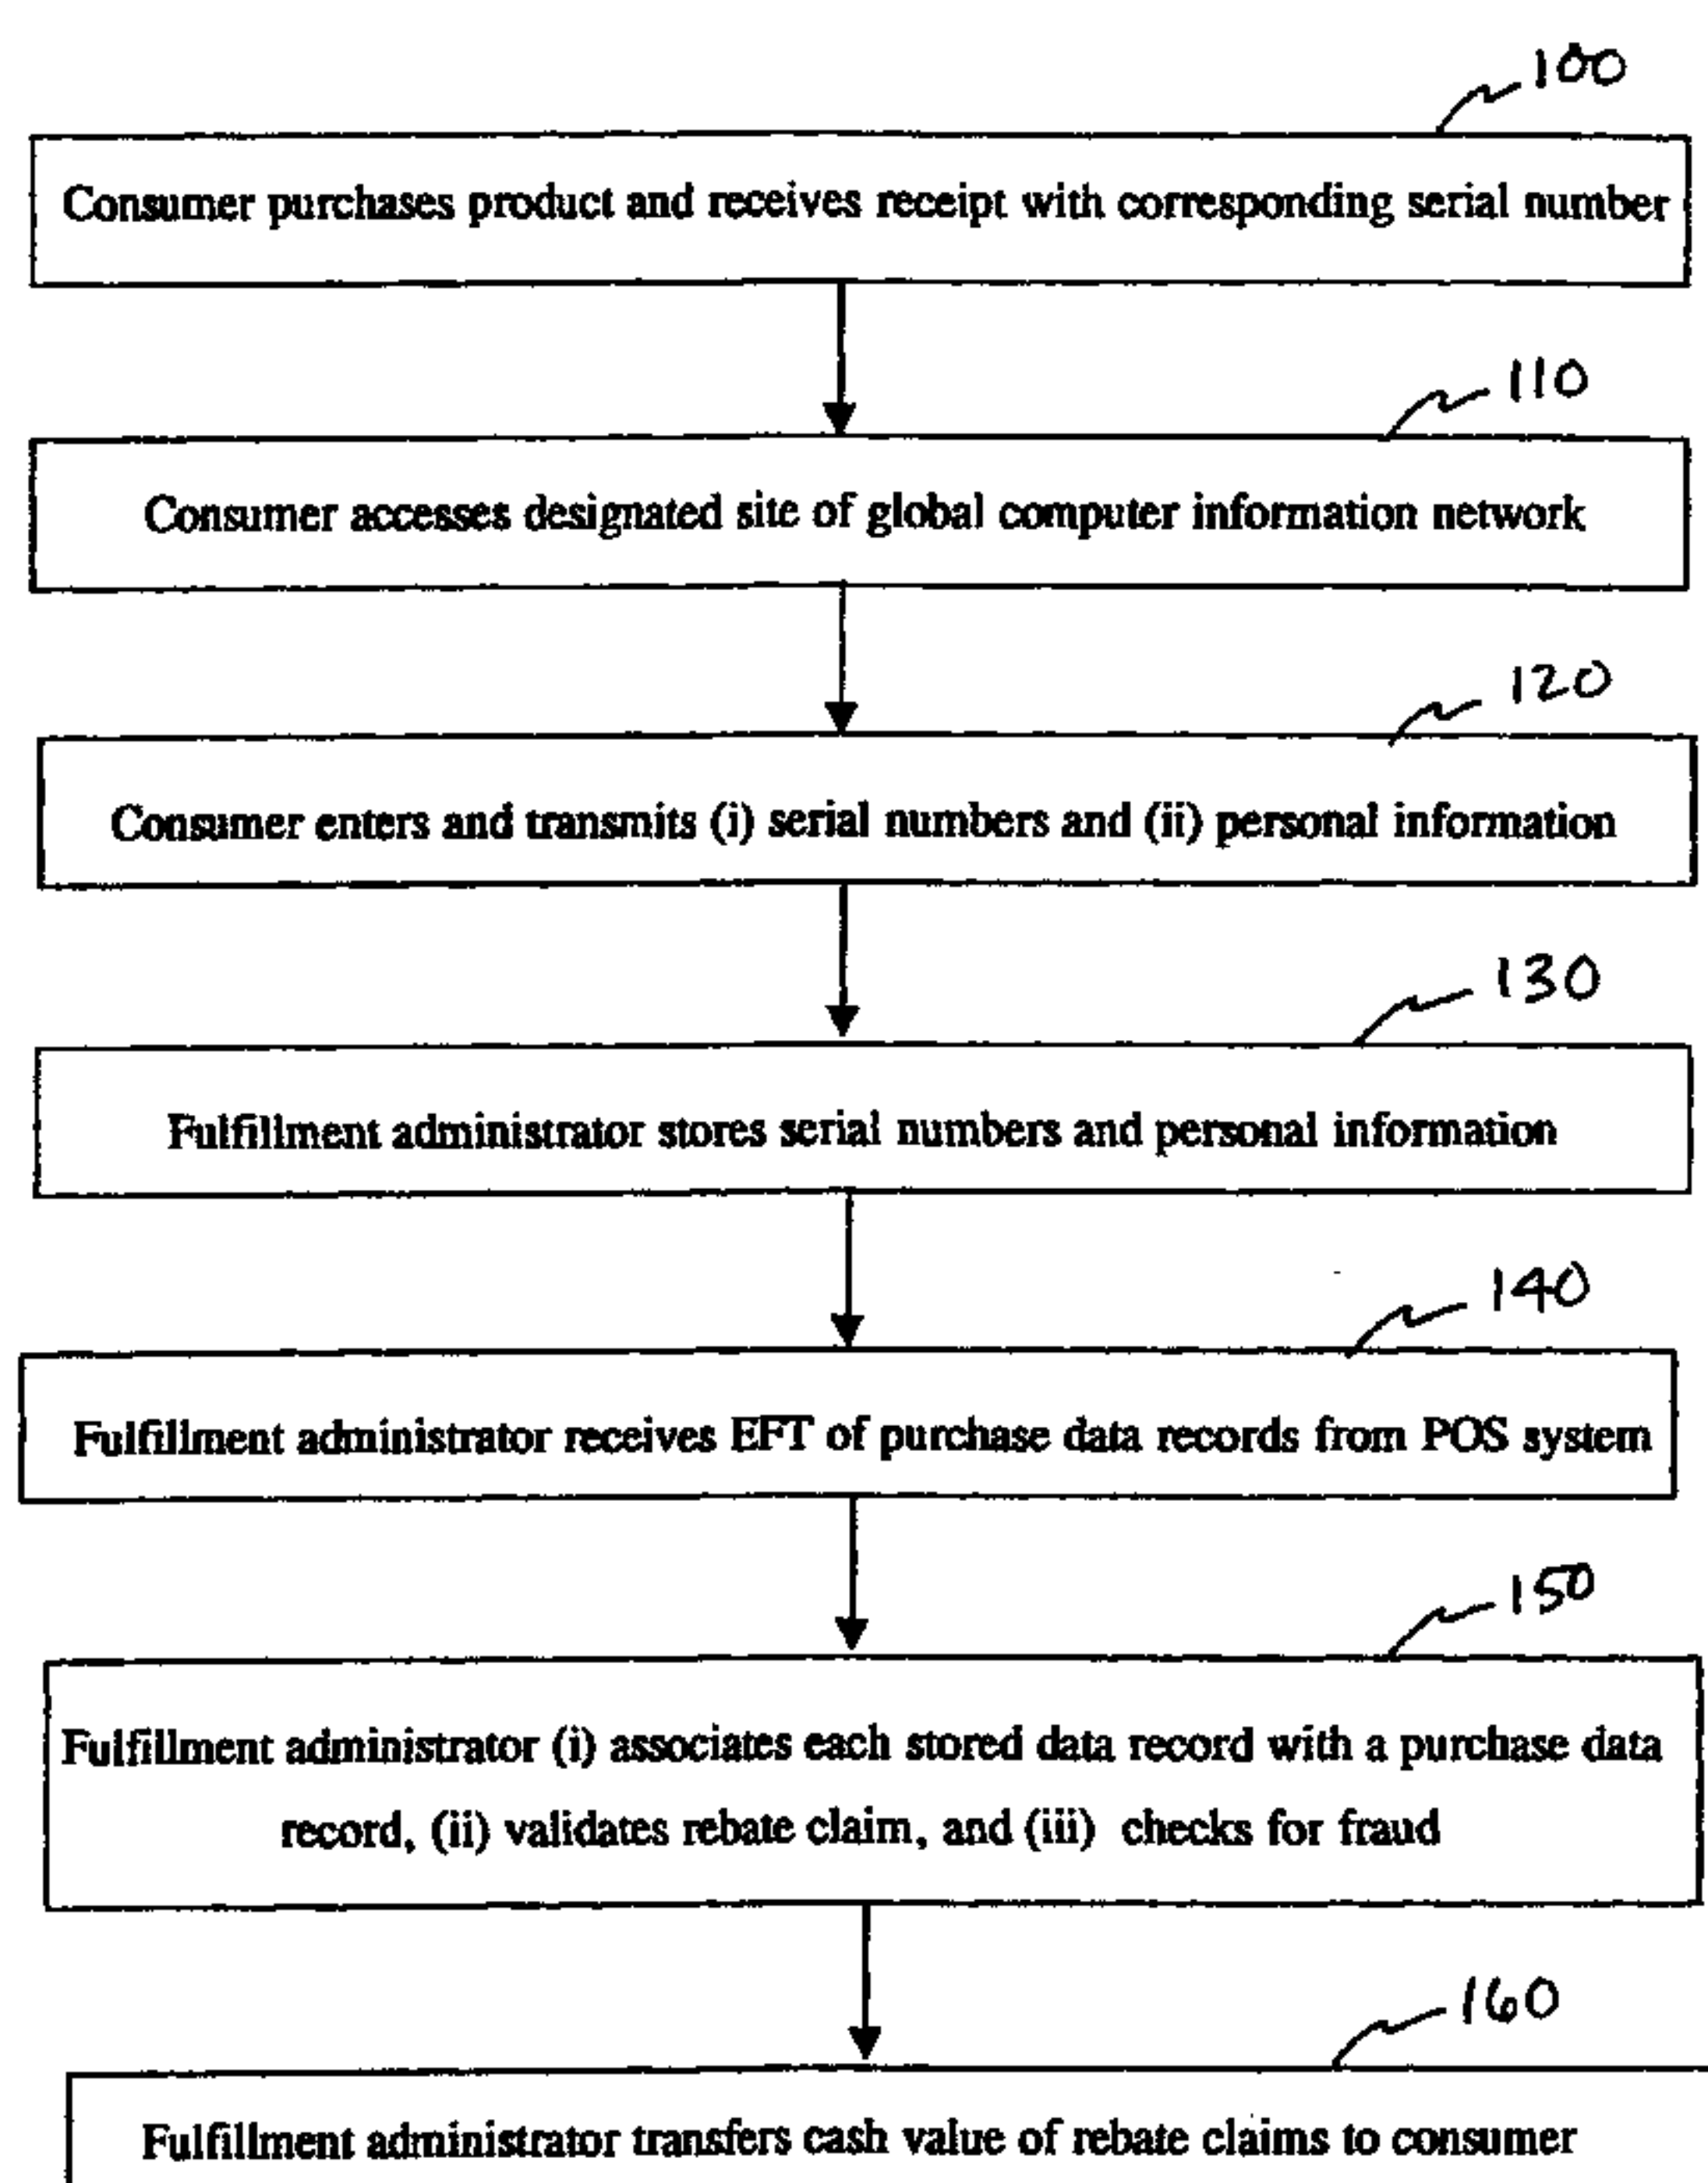 100
Consumer purchases product and receives receipt with corresponding serial number
110
Consumer accesses designated site of global computer information network
120
Consumer enters and transmits (i) serial numbers and (ii) personal information
130
Fulfillment administrator stores serial numbers and personal information
140
Fulfillment administrator receives EFT of purchase data records from POS system
150
Fulfillment administrator (i) associates each stored data record with a purchase data
record, (ii) validates rebate claim, and (iii) checks for fraud
160
Fulfillment administrator transfers cash value of rebate claims to consumer